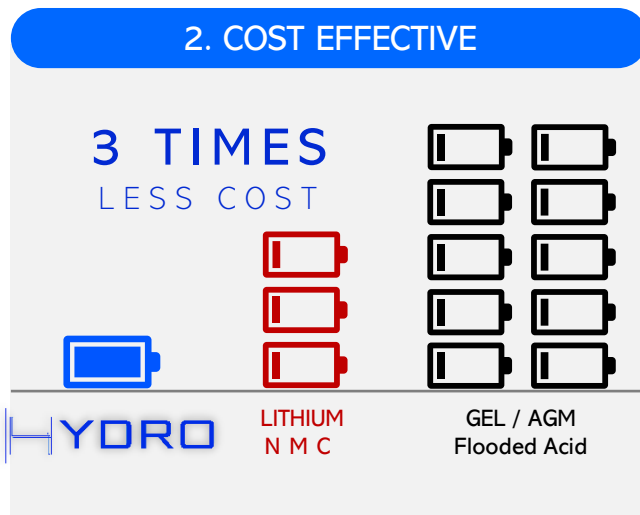 2. COST EFFECTIVE
3 TIMES
LESS COST
HYDRO
LITHIUM
N M C
GEL / AGM
Flooded Acid